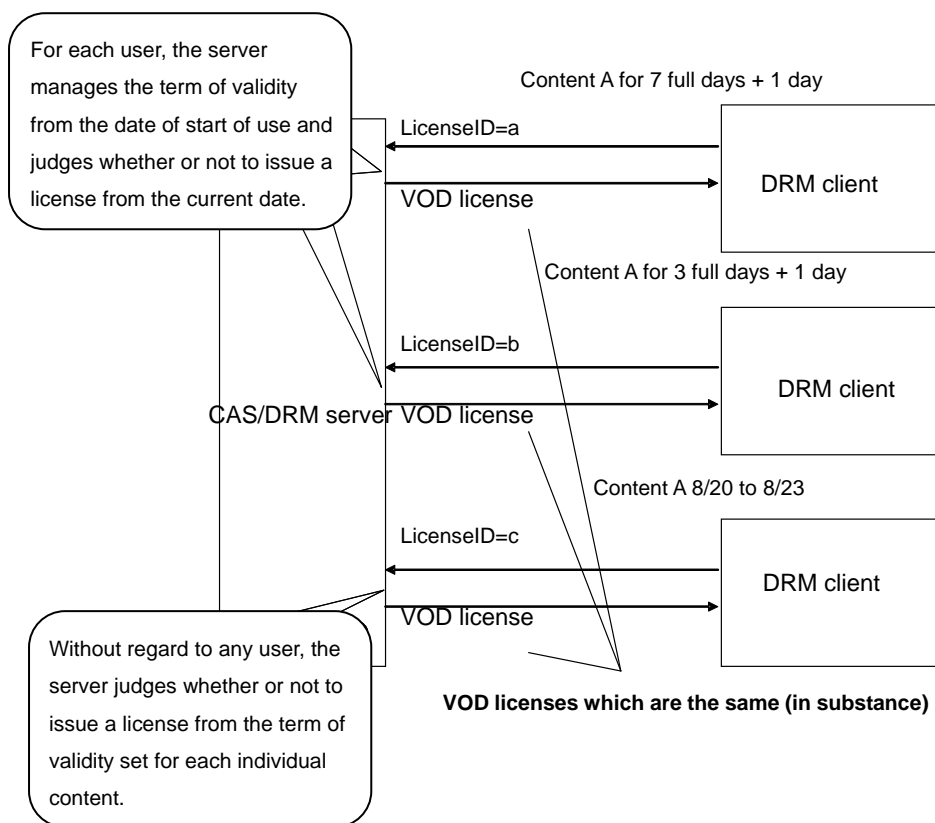 For each user, the server
manages the term of validity
from the date of start of use and
judges whether or not to issue a
license from the current date.
Content A for 7 full days + 1 day
LicenseID=a
DRM client
VOD license
Content A for 3 full days + 1 day
LicenseID=b
DRM client
CAS/DRM server VOD license
Content A 8/20 to 8/23
LicenseID=c
DRM client
VOD license
Without regard to any user, the
server judges whether or not to
issue a license from the term of
validity set for each individual
content.
VOD licenses which are the same (in substance)